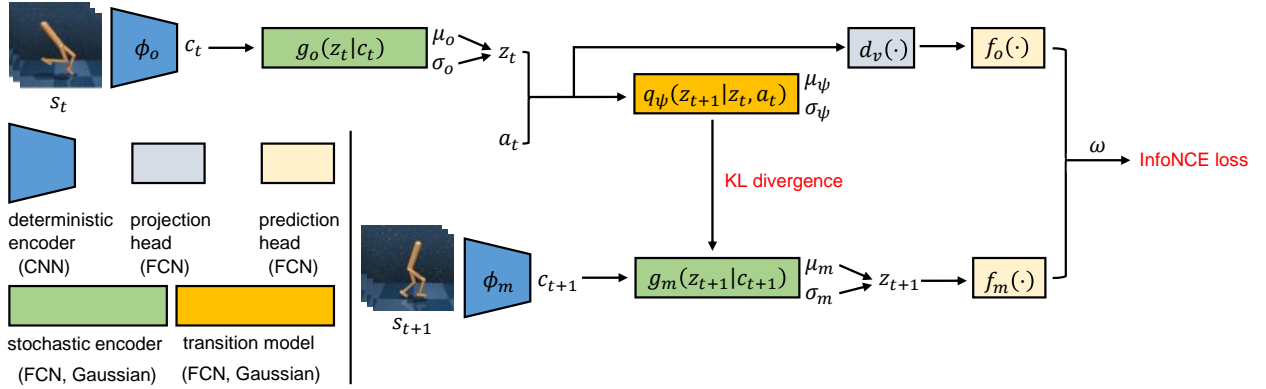 s_t
ϕ_o
c_t
g_o(z_t|c_t)
μ_o
σ_o
z_t
a_t
q_ψ(z_{t+1}|z_t, a_t)
μ_ψ
σ_ψ
d_v(·)
f_o(·)
ω
InfoNCE loss
KL divergence
deterministic
encoder
(CNN)
projection
head
(FCN)
prediction
head
(FCN)
stochastic encoder
(FCN, Gaussian)
transition model
(FCN, Gaussian)
s_{t+1}
ϕ_m
c_{t+1}
g_m(z_{t+1}|c_{t+1})
μ_m
σ_m
z_{t+1}
f_m(·)